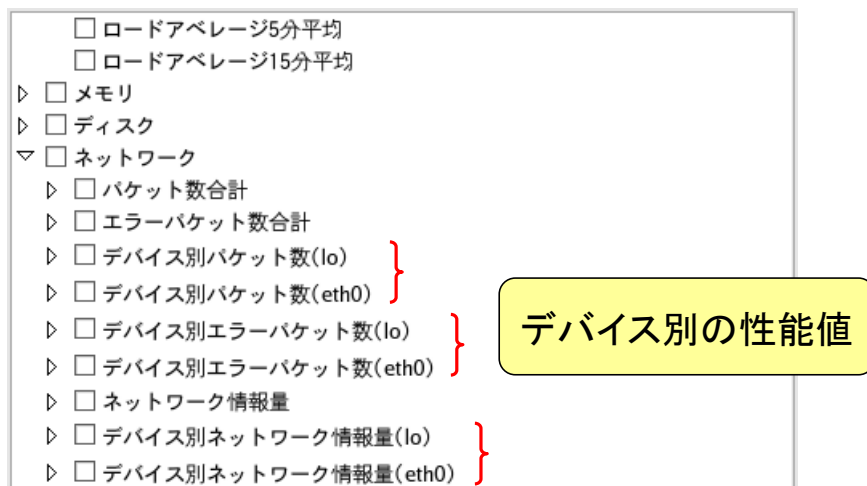 ロードアベレージ5分平均
ロードアベレージ15分平均
メモリ
ディスク
ネットワーク
パケット数合計
エラーパケット数合計
デバイス別パケット数(lo)
デバイス別パケット数(eth0)
デバイス別エラーパケット数(lo)
デバイス別エラーパケット数(eth0)
ネットワーク情報量
デバイス別ネットワーク情報量(lo)
デバイス別ネットワーク情報量(eth0)
デバイス別の性能値